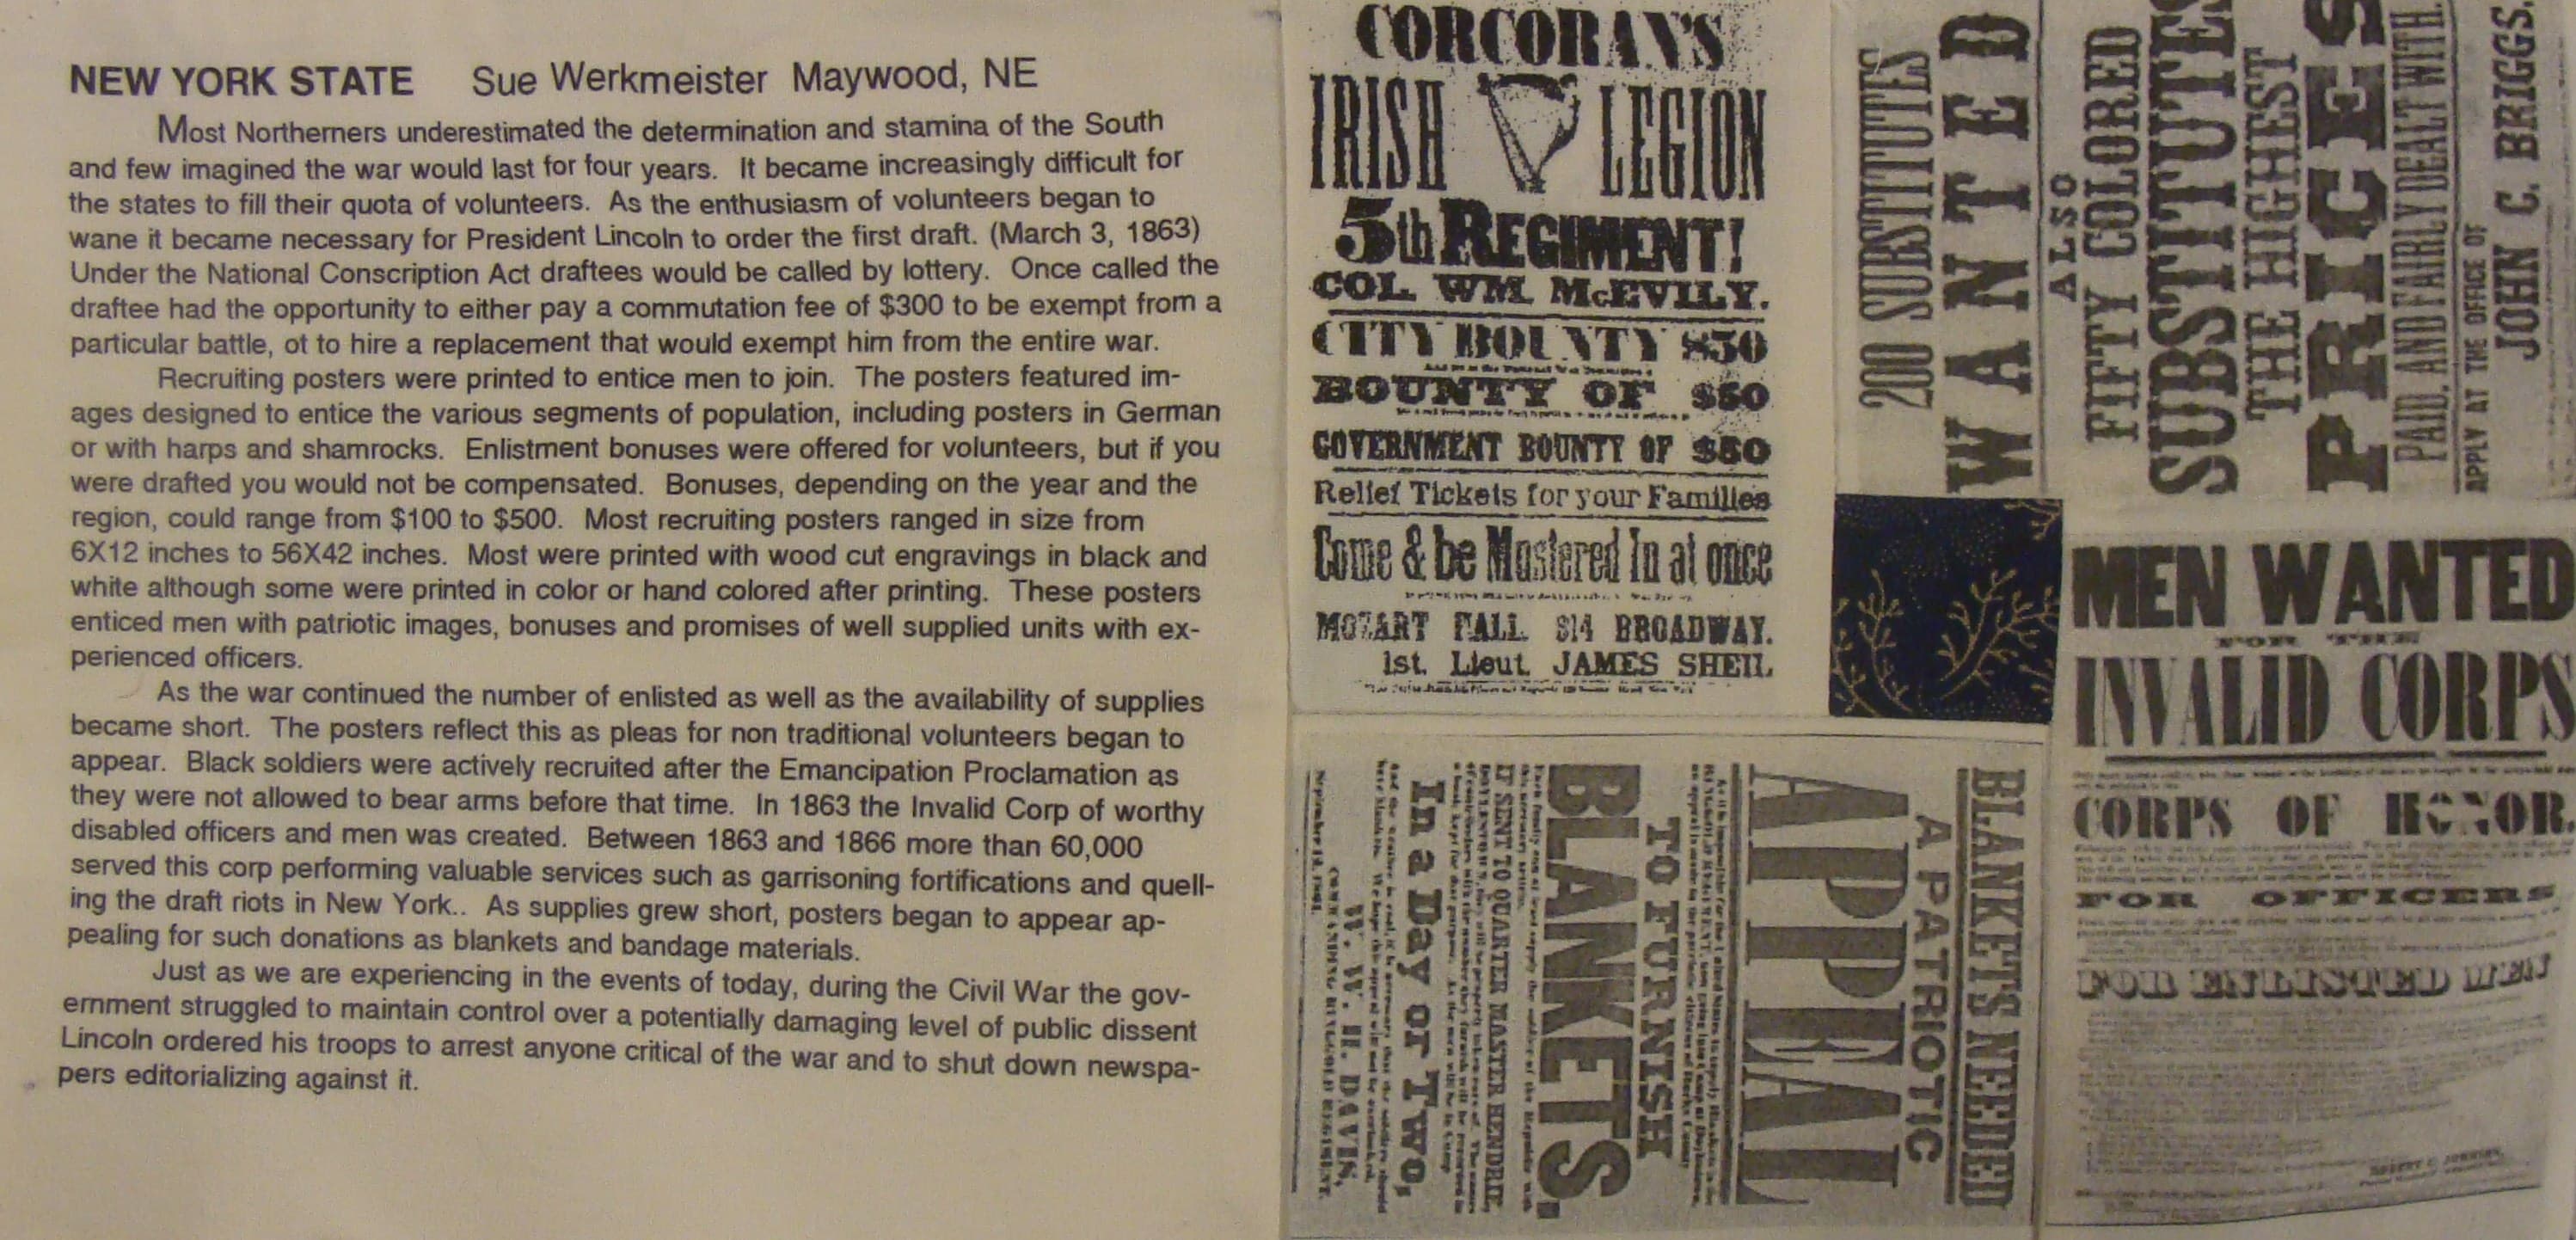 NEW YORK STATE Sue Werkmeister Maywood, NE
Most Northerners underestimated the determination and stamina of the South
and few imagined the war would last for four years. It became increasingly difficult for
the states to fill their quota of volunteers. As the enthusiasm of volunteers began to
wane it became necessary for President Lincoln to order the first draft. (March 3, 1863)
Under the National Conscription Act draftees would be called by lottery. Once called the
draftee had the opportunity to either pay a commutation fee of $300 to be exempt from a
particular battle, ot to hire a replacement that would exempt him from the entire war.
Recruiting posters were printed to entice men to join. The posters featured im-
ages designed to entice the various segments of population, including posters in German
or with harps and shamrocks. Enlistment bonuses were offered for volunteers, but if you
were drafted you would not be compensated. Bonuses, depending on the year and the
region, could range from $100 to $500. Most recruiting posters ranged in size from
6X12 inches to 56X42 inches. Most were printed with wood cut engravings in black and
white although some were printed in color or hand colored after printing. These posters
enticed men with patriotic images, bonuses and promises of well supplied units with ex-
perienced officers.
As the war continued the number of enlisted as well as the availability of supplies
became short. The posters reflect this as pleas for non traditional volunteers began to
appear. Black soldiers were actively recruited after the Emancipation Proclamation as
they were not allowed to bear arms before that time. In 1863 the Invalid Corp of worthy
disabled officers and men was created. Between 1863 and 1866 more than 60,000
served this corp performing valuable services such as garrisoning fortifications and quell-
ing the draft riots in New York.. As supplies grew short, posters began to appear ap-
pealing for such donations as blankets and bandage materials.
Just as we are experiencing in the events of today, during the Civil War the gov-
ernment struggled to maintain control over a potentially damaging level of public dissent
Lincoln ordered his troops to arrest anyone critical of the war and to shut down newspa-
pers editorializing against it.
CORCORAN'S
IRISH LEGION
5th REGIMENT!
COL. WM. McEVILY.
CITY BOUNTY $50
BOUNTY OF $50
GOVERNMENT BOUNTY OF $50
Relief Tickets for your Families
Come & be Mustered In at once
MOZART HALL 814 BROADWAY.
1st. Lieut. JAMES SHEIL
200 SUBSTITUTES
WANTED
ALSO
FIFTY COLORED
SUBSTITUTES
THE HIGHEST
PRICES
PAID, AND FAIRLY DEALT WITH.
APPLY AT THE OFFICE OF
JOHN C. BRIGGS.
BLANKETS NEEDED
A PATRIOTIC
APPEAL
TO FURNISH
BLANKETS.
IF SENT TO QUARTER MASTER HENDRIE
In a Day or Two,
W. W. H. DAVIS,
MEN WANTED
FOR THE
INVALID CORPS
CORPS OF HONOR.
FOR OFFICERS
FOR ENLISTED MEN